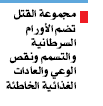 مجموعة القتل
تضم الأورام
السرطانية
والتسمم ونقص
الوعي والعادات
الغذائية الخاطئة